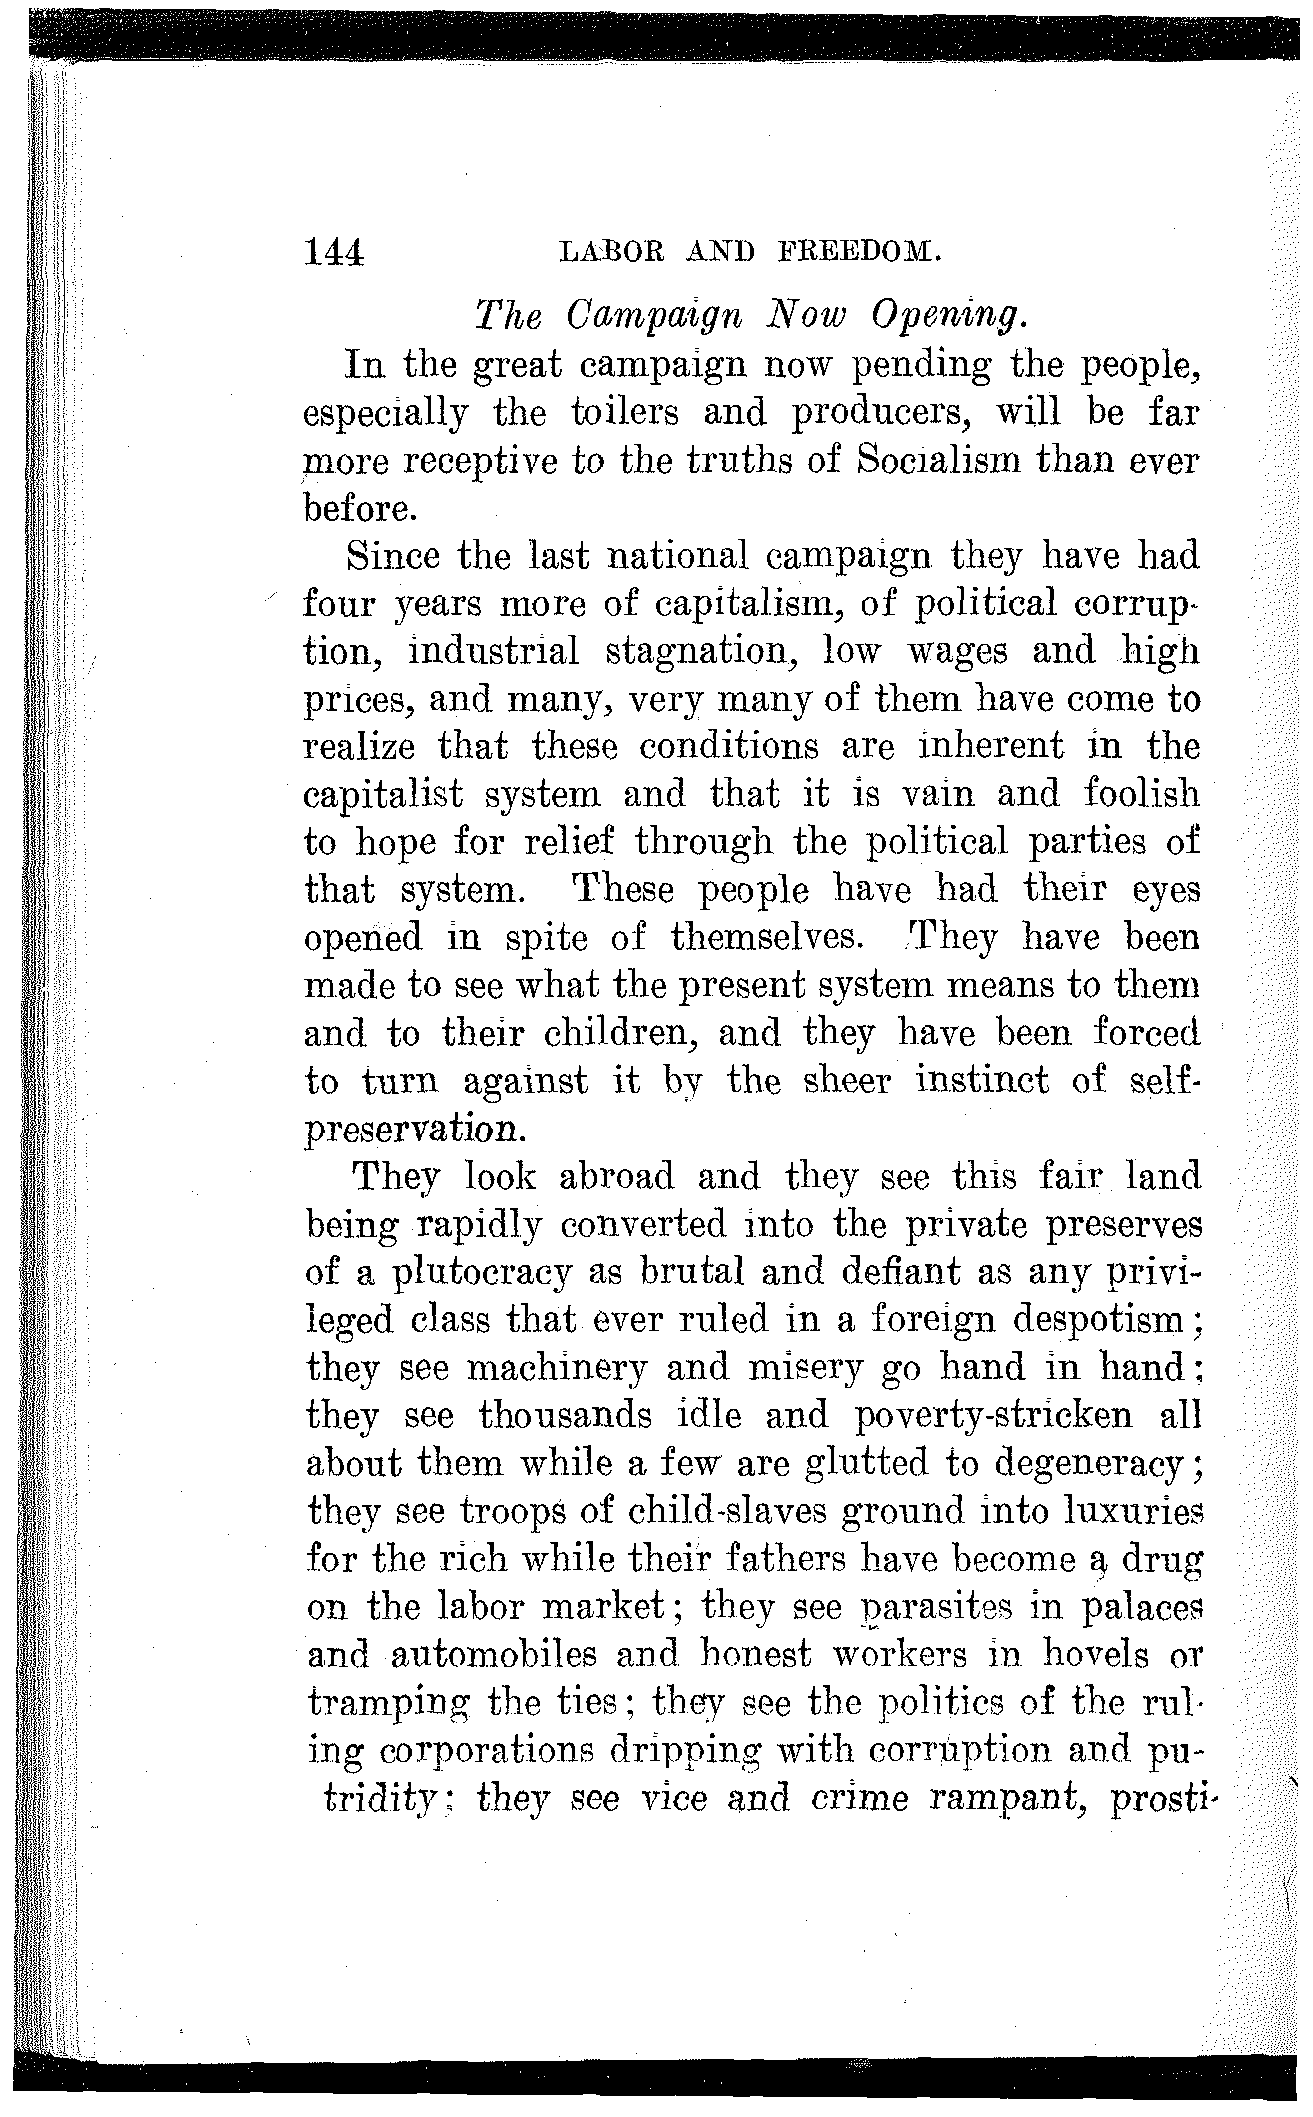 144 LABOR AND FREEDOM.
The Campaign Now Opening.
In the great campaign now pending the people,
especially the toilers and producers, will be far
more receptive to the truths of Socialism than ever
before.
Since the last national campaign they have had
four years more of capitalism, of political corrup-
tion, industrial stagnation, low wages and high
prices, and many, very many of them have come to
realize that these conditions are inherent in the
capitalist system and that it is vain and foolish
to hope for relief through the political parties of
that system. These people have had their eyes
opened in spite of themselves. They have been
made to see what the present system means to them
and to their children, and they have been forced
to turn against it by the sheer instinct of self-
preservation.
They look abroad and they see this fair land
being rapidly converted into the private preserves
of a plutocracy as brutal and defiant as any privi-
leged class that ever ruled in a foreign despotism;
they see machinery and misery go hand in hand;
they see thousands idle and poverty-stricken all
about them while a few are glutted to degeneracy;
they see troops of child-slaves ground into luxuries
for the rich while their fathers have become a drug
on the labor market; they see parasites in palaces
and automobiles and honest workers in hovels or
tramping the ties; they see the politics of the rul-
ing corporations dripping with corruption and pu-
tridity; they see vice and crime rampant, prosti-